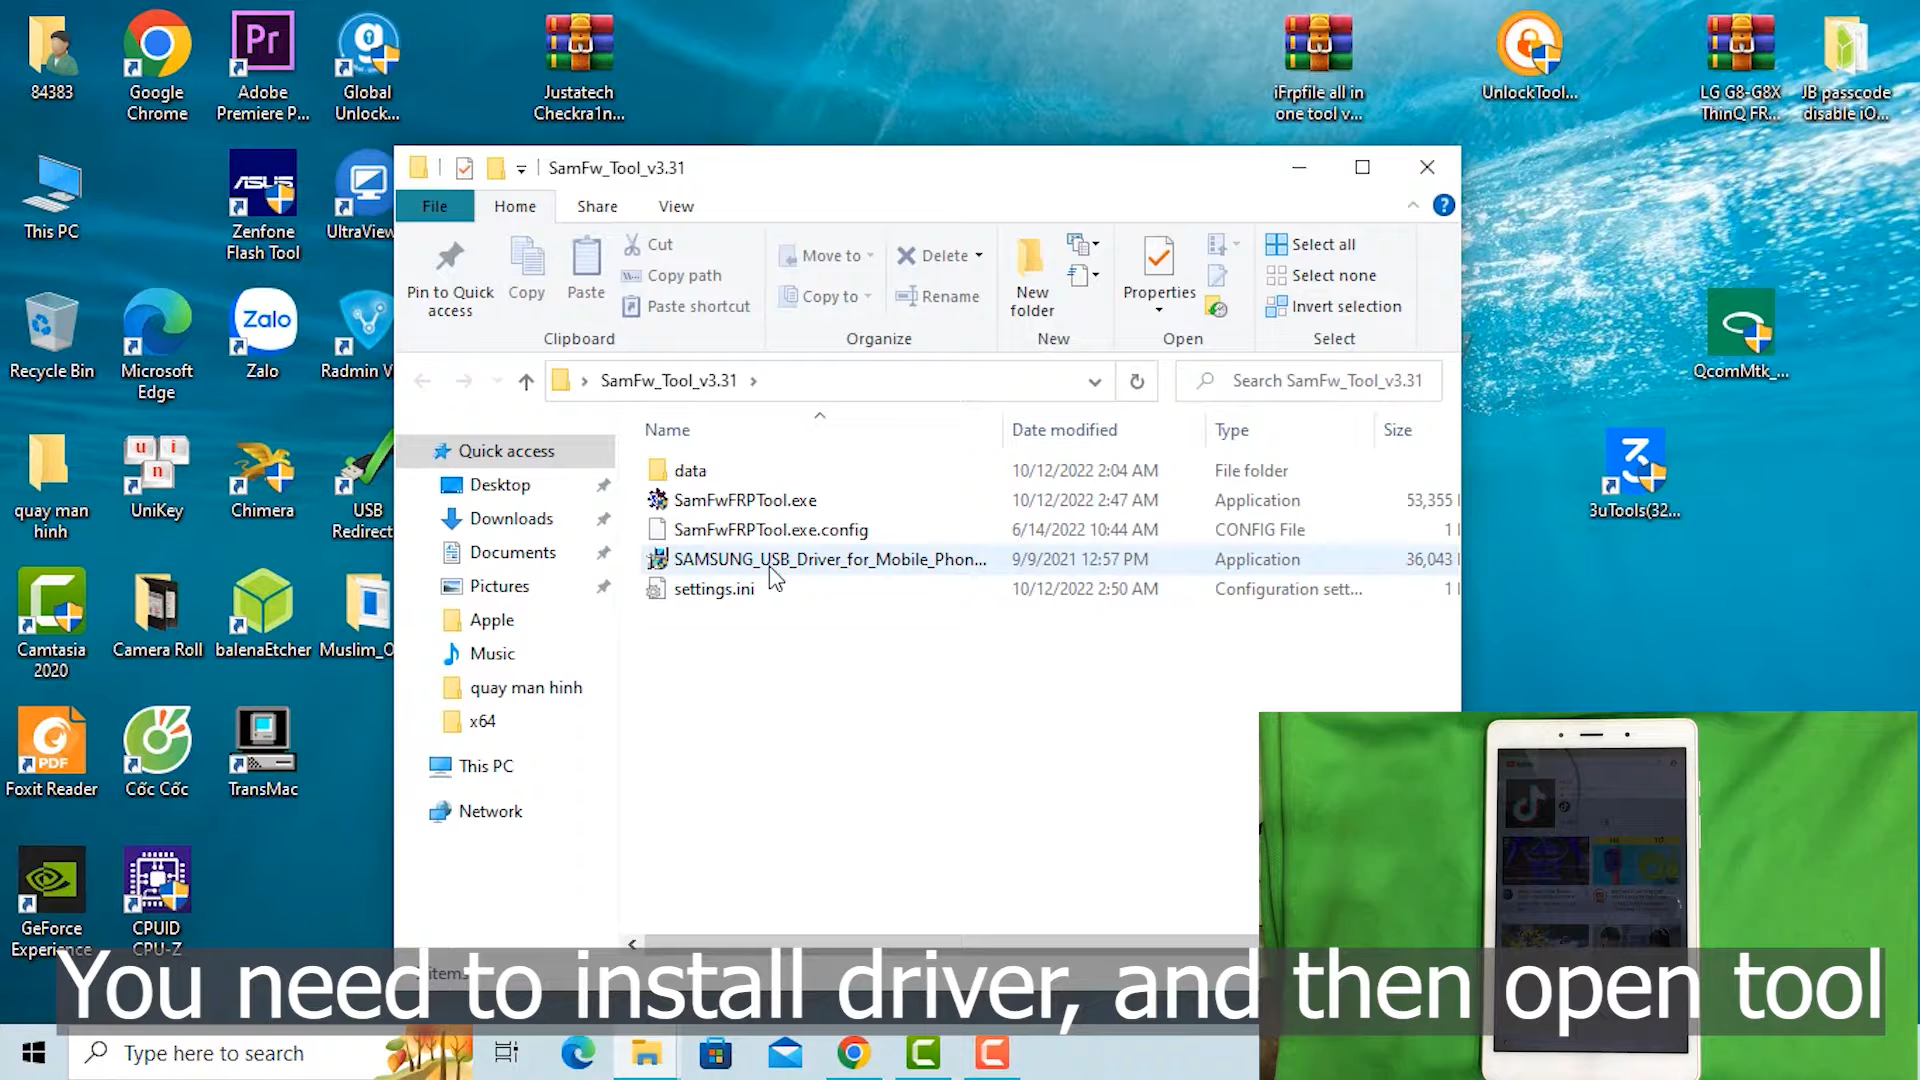 84383
Google
Chrome
Pr
Adobe
Premiere P...
Global
Unlock...
Justatech
Checkra1n...
iFrpfile all in
one tool v...
UnlockTool...
LG G8-G8X
ThinQ FR...
JB passcode
disable iO...
This PC
ASUS
Zenfone
Flash Tool
UltraView
Recycle Bin
Microsoft
Edge
Zalo
Zalo
Radmin V
QcomMtk_...
quay man
hinh
u n i
UniKey
Chimera
USB
Redirect
3uTools(32...
Camtasia
2020
Camera Roll
balenaEtcher
Muslim_O
PDF
Foxit Reader
Cốc Cốc
TransMac
GeForce
Experience
CPUID
CPU-Z
SamFw_Tool_v3.31
File
Home
Share
View
Pin to Quick
access
Copy
Paste
Cut
Copy path
Paste shortcut
Clipboard
Move to
Copy to
Delete
Rename
Organize
New
folder
New
Properties
Open
Select all
Select none
Invert selection
Select
SamFw_Tool_v3.31
Search SamFw_Tool_v3.31
Name Date modified Type Size
data 10/12/2022 2:04 AM File folder
SamFwFRPTool.exe 10/12/2022 2:47 AM Application 53,355
SamFwFRPTool.exe.config 6/14/2022 10:44 AM CONFIG File 1
SAMSUNG_USB_Driver_for_Mobile_Phon... 9/9/2021 12:57 PM Application 36,043
settings.ini 10/12/2022 2:50 AM Configuration sett... 1
Quick access
Desktop
Downloads
Documents
Pictures
Apple
Music
quay man hinh
x64
This PC
Network
items
You need to install driver, and then open tool
Type here to search